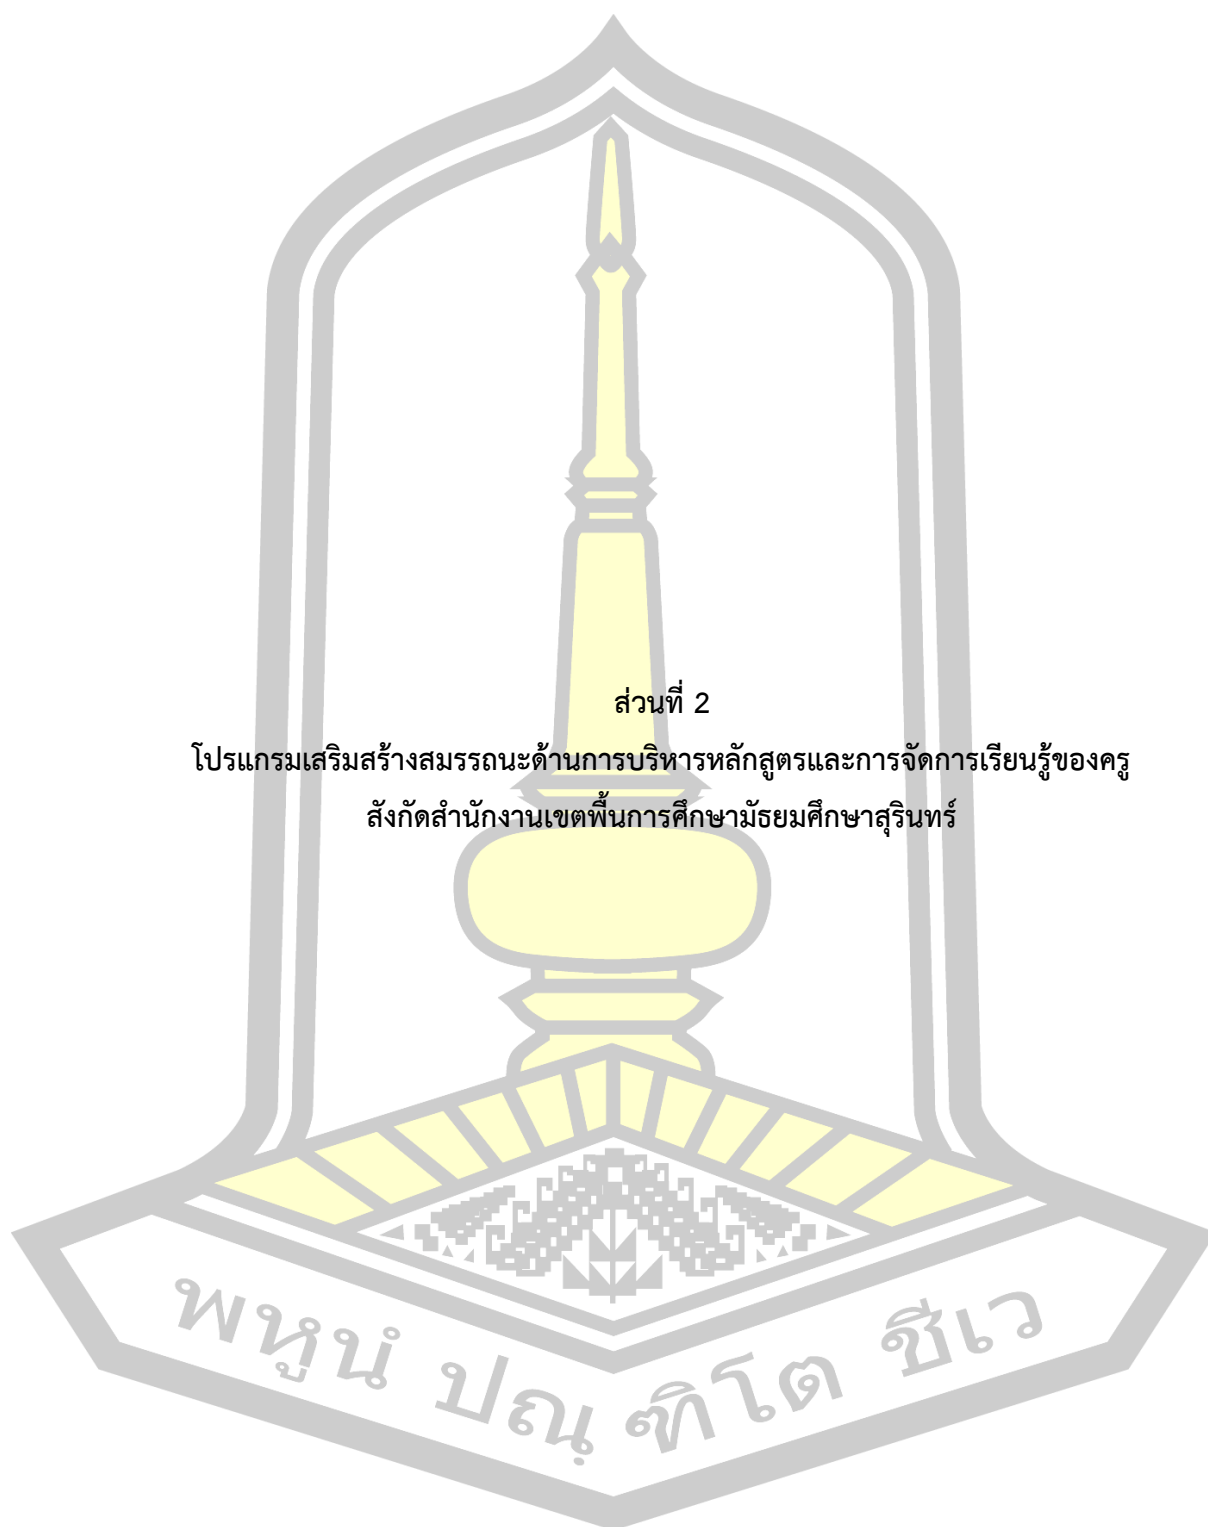 ส่วนที่ 2
โปรแกรมเสริมสร้างสมรรถนะด้านการบริหารหลักสูตรและการจัดการเรียนรู้ของครู
สังกัดสำนักงานเขตพื้นการศึกษามัธยมศึกษาสุรินทร์
พหูนํ ปณฺฑิโต ชีเว